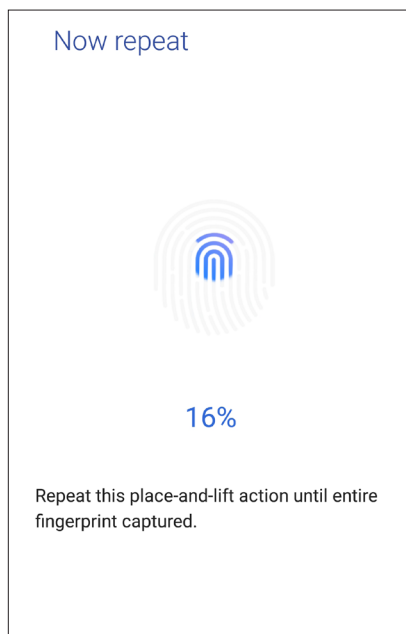 Now repeat
16%
Repeat this place-and-lift action until entire
fingerprint captured.